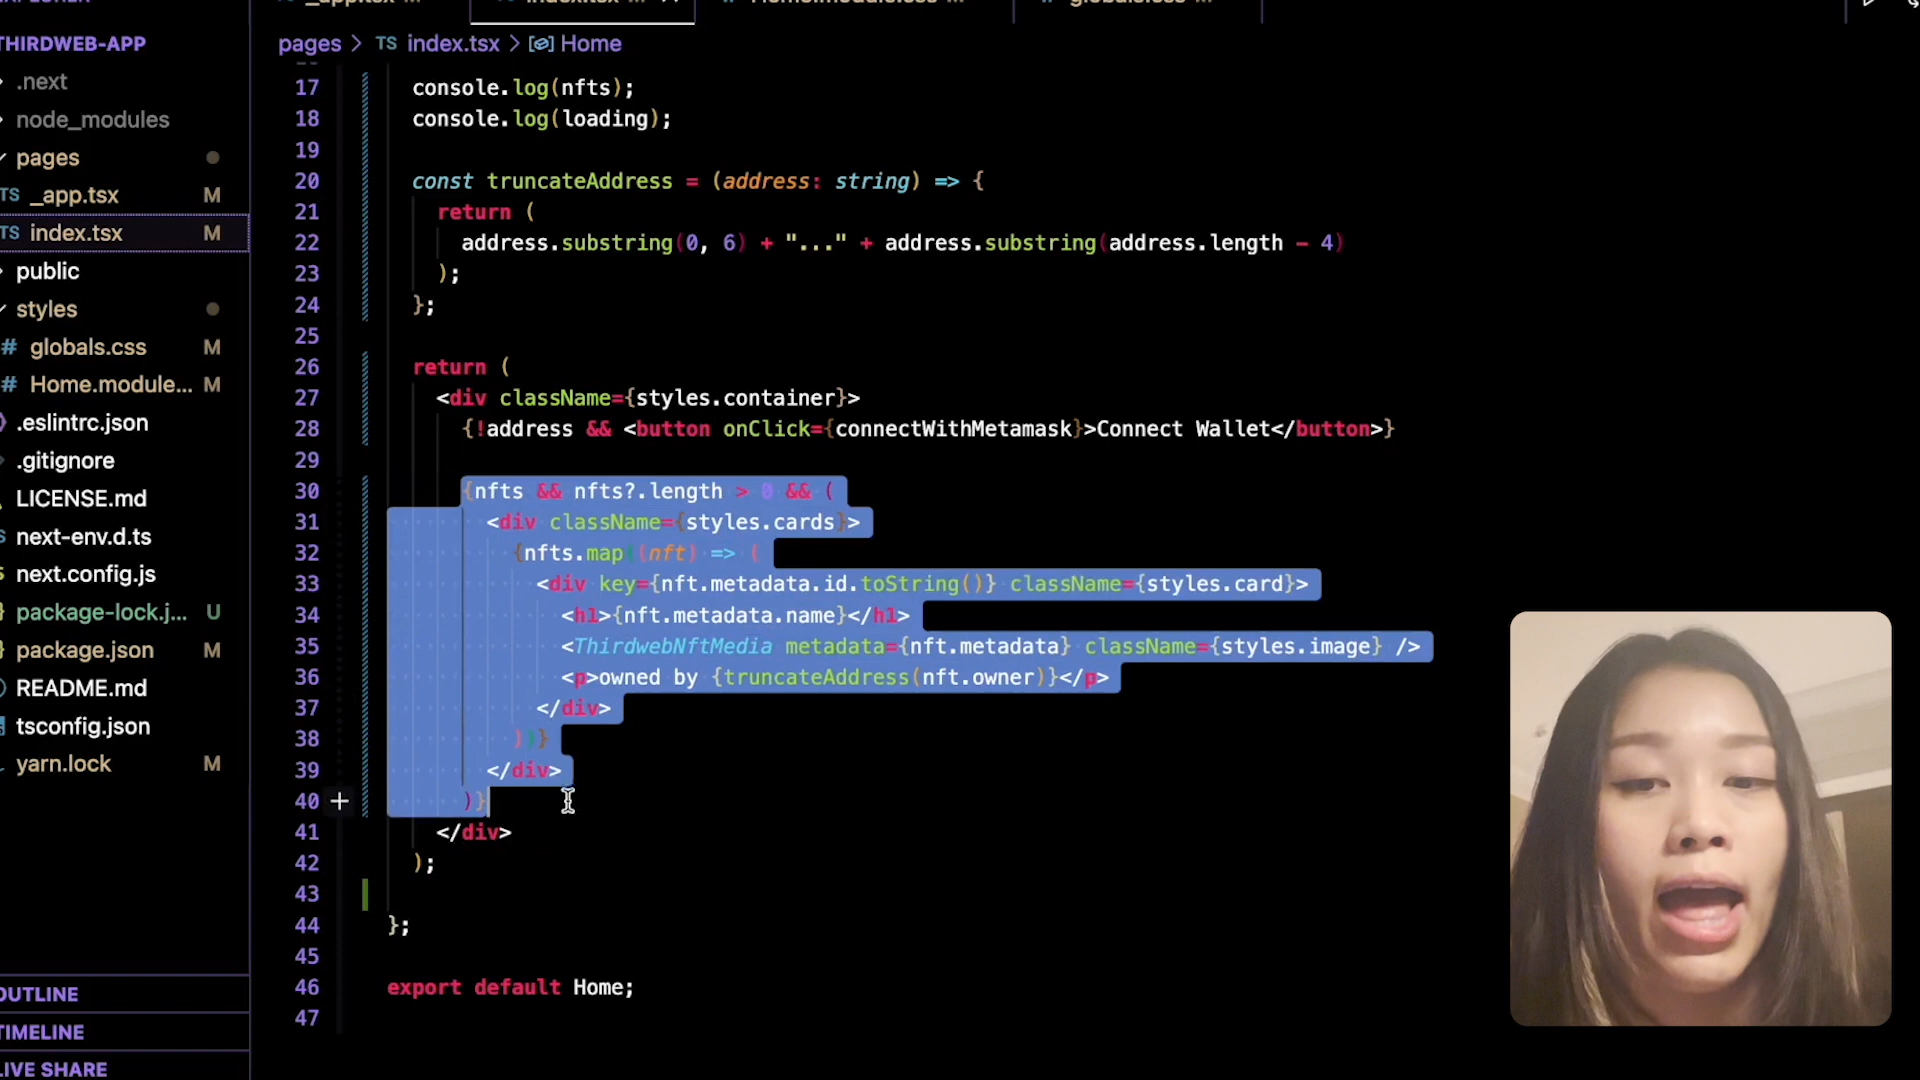 THIRDWEB-APP
.next
node_modules
pages
TS _app.tsx M
TS index.tsx M
public
styles
# globals.css M
# Home.module... M
.eslintrc.json
.gitignore
LICENSE.md
TS next-env.d.ts
next.config.js
package-lock.j... U
package.json M
README.md
tsconfig.json
yarn.lock M
OUTLINE
TIMELINE
LIVE SHARE
pages > TS index.tsx > Home
17 console.log(nfts);
18 console.log(loading);
19
20 const truncateAddress = (address: string) => {
21 return (
22 address.substring(0, 6) + "..." + address.substring(address.length - 4)
23 );
24 };
25
26 return (
27 <div className={styles.container}>
28 {!address && <button onClick={connectWithMetamask}>Connect Wallet</button>}
29
30 {nfts && nfts?.length > 0 && (
31 <div className={styles.cards}>
32 {nfts.map((nft) => (
33 <div key={nft.metadata.id.toString()} className={styles.card}>
34 <h1>{nft.metadata.name}</h1>
35 <ThirdwebNftMedia metadata={nft.metadata} className={styles.image} />
36 <p>owned by {truncateAddress(nft.owner)}</p>
37 </div>
38 ))}
39 </div>
40 )}
41 </div>
42 );
43
44 };
45
46 export default Home;
47